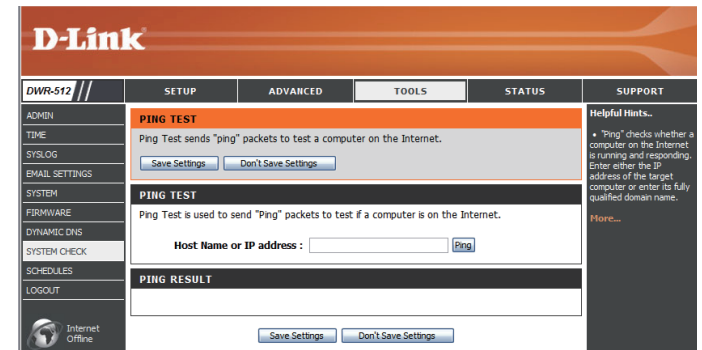 D-Link
DWR-512
SETUP
ADVANCED
TOOLS
STATUS
SUPPORT
ADMIN
TIME
SYSLOG
EMAIL SETTINGS
SYSTEM
FIRMWARE
DYNAMIC DNS
SYSTEM CHECK
SCHEDULES
LOGOUT
Internet
Offline
PING TEST
Ping Test sends "ping" packets to test a computer on the Internet.
Save Settings
Don't Save Settings
PING TEST
Ping Test is used to send "Ping" packets to test if a computer is on the Internet.
Host Name or IP address :
Ping
PING RESULT
Save Settings
Don't Save Settings
Helpful Hints..
• "Ping" checks whether a
computer on the Internet
is running and responding.
Enter either the IP
address of the target
computer or enter its fully
qualified domain name.
More...